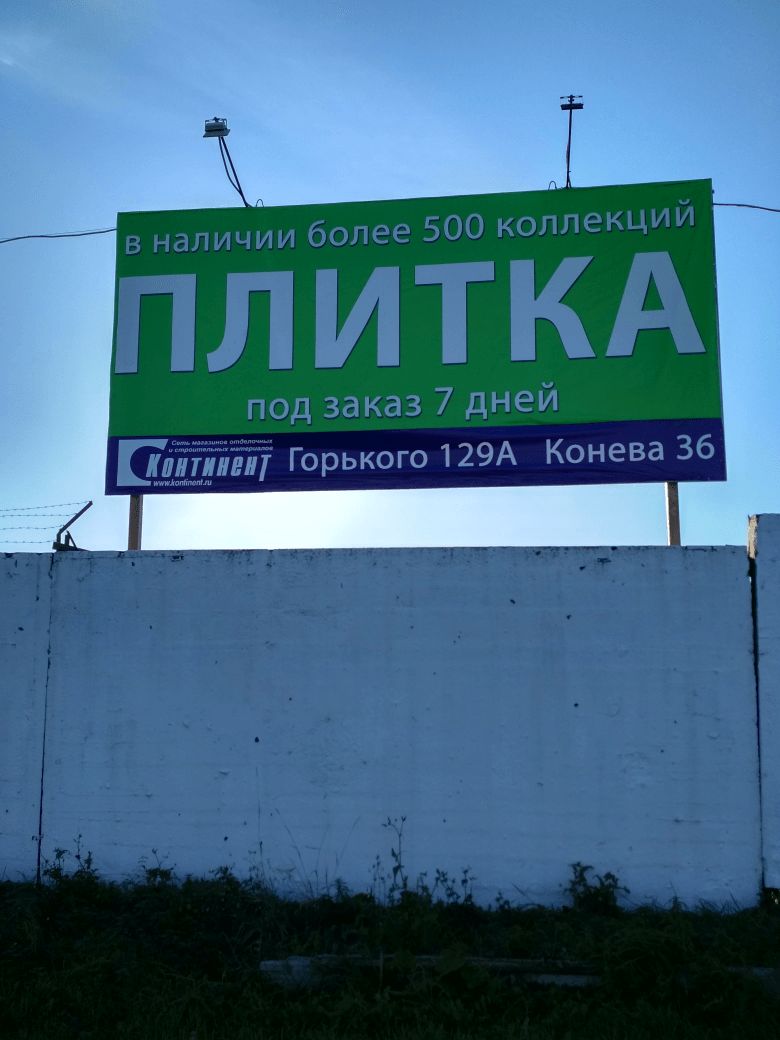 в наличии более 500 коллекций
ПЛИТКА
под заказ 7 дней
Сеть магазинов отделочных
и строительных материалов
Континент
www.kontinent.ru
Горького 129А Конева 36